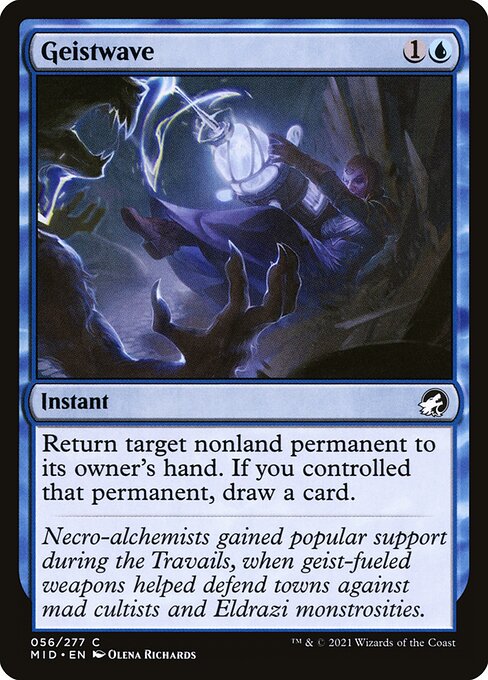 Geistwave 1
Instant
Return target nonland permanent to
its owner's hand. If you controlled
that permanent, draw a card.
Necro-alchemists gained popular support
during the Travails, when geist-fueled
weapons helped defend towns against
mad cultists and Eldrazi monstrosities.
056/277 C
MID • EN OLENA RICHARDS
™ & © 2021 Wizards of the Coast